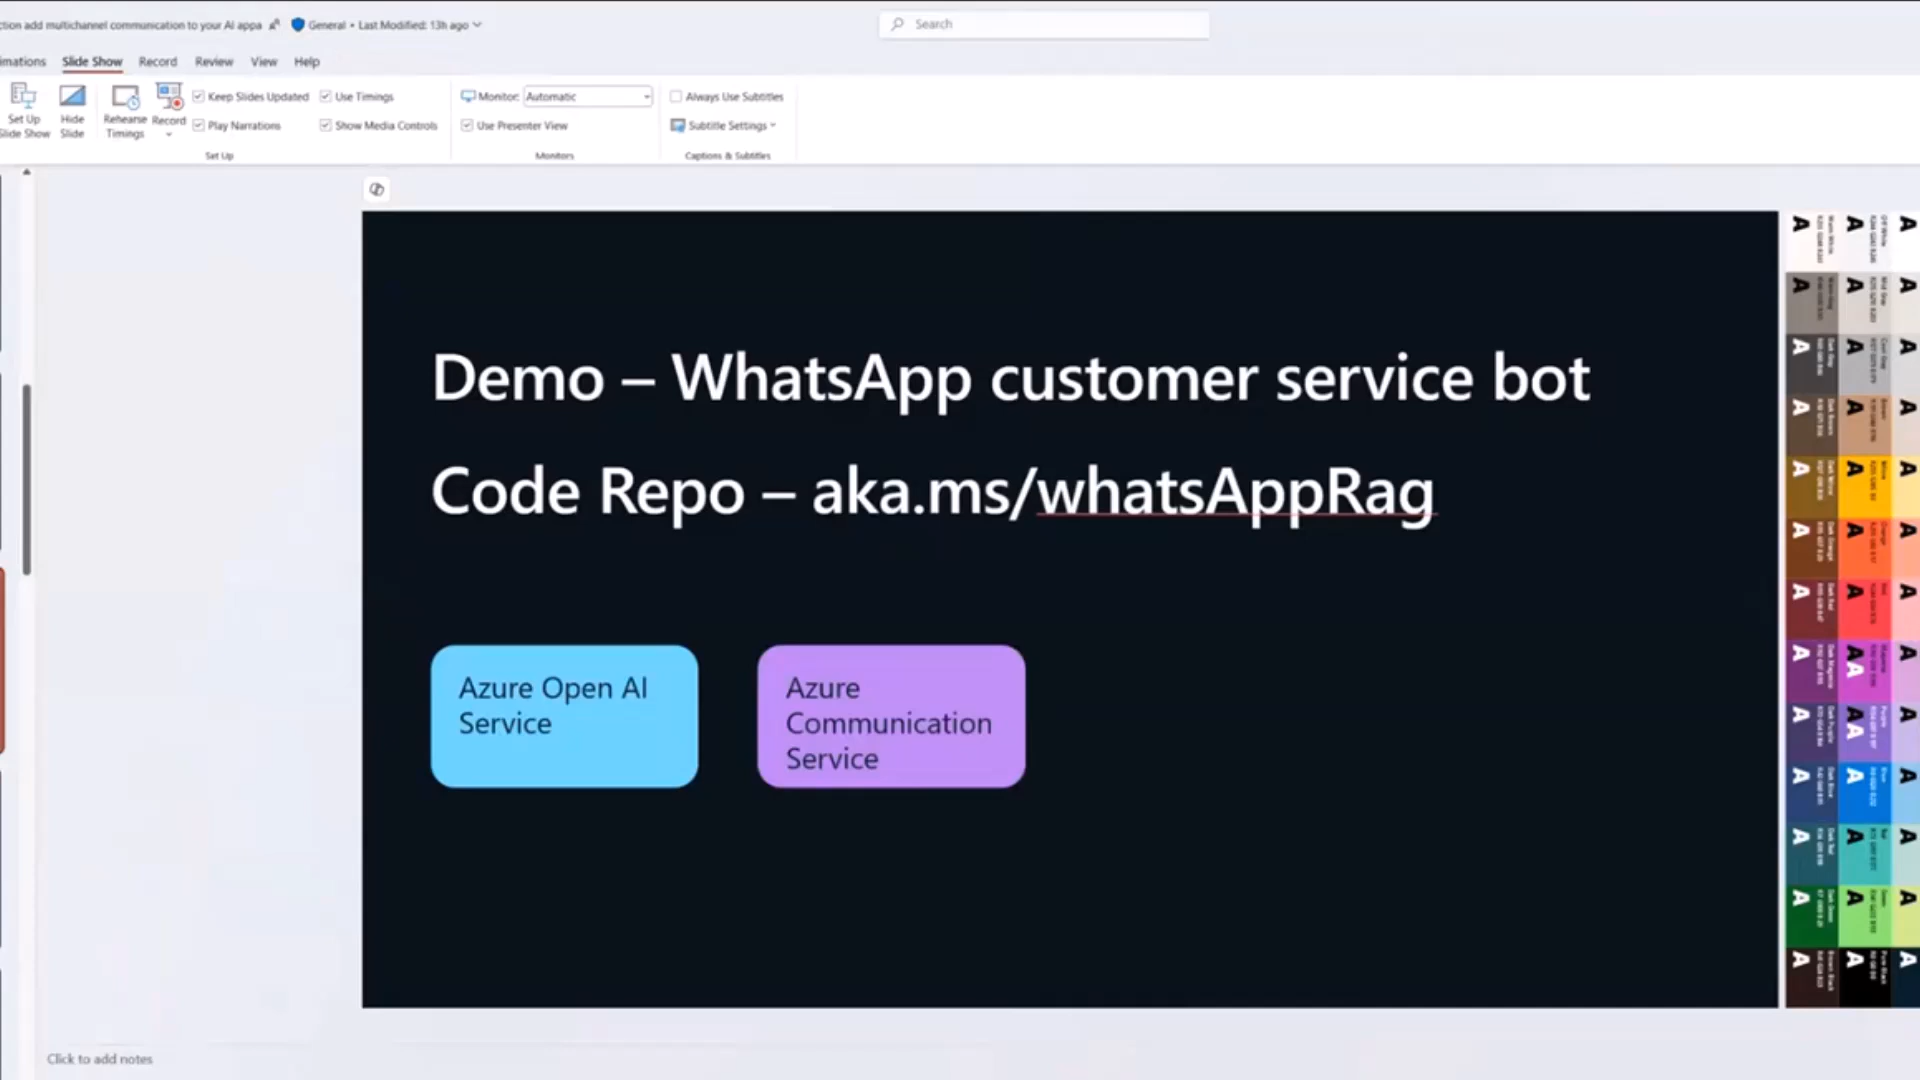 ction add multichannel communication to your AI appa General • Last Modified: 13h ago
Search
imations Slide Show Record Review View Help
Set Up Slide Show
Hide Slide
Rehearse Timings
Record
Keep Slides Updated Use Timings
Play Narrations Show Media Controls
Set Up
Monitor: Automatic
Use Presenter View
Monitors
Always Use Subtitles
Subtitle Settings
Captions & Subtitles
Demo – WhatsApp customer service bot
Code Repo – aka.ms/whatsAppRag
Azure Open AI
Service
Azure
Communication
Service
Click to add notes